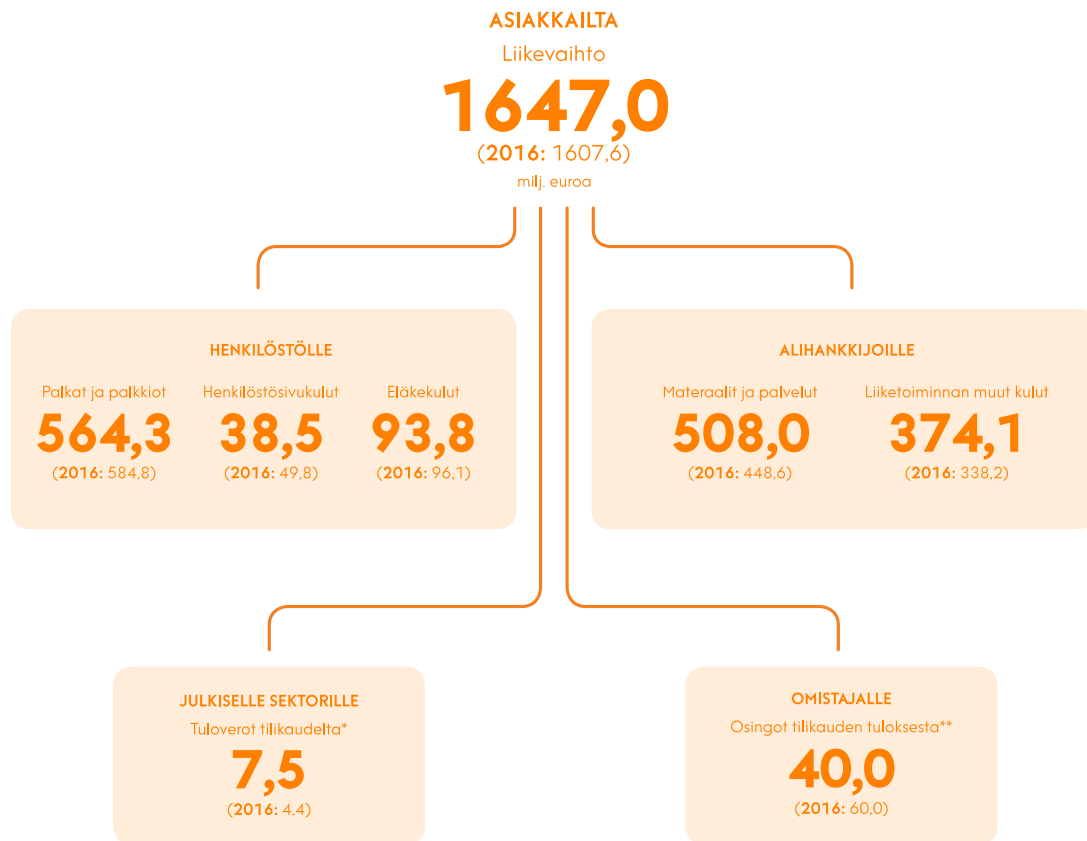 ASIAKKAILTA
Liikevaihto
1647,0
(2016: 1607,6)
milj. euroa
HENKILÖSTÖLLE
Palkat ja palkkiot
564,3
(2016: 584,8)
Henkilöstösivukulut
38,5
(2016: 49,8)
Eläkekulut
93,8
(2016: 96,1)
ALIHANKKIJOILLE
Materaalit ja palvelut
508,0
(2016: 448,6)
Liiketoiminnan muut kulut
374,1
(2016: 338,2)
JULKISELLE SEKTORILLE
Tuloverot tilikaudelta*
7,5
(2016: 4,4)
OMISTAJALLE
Osingot tilikauden tuloksesta**
40,0
(2016: 60,0)